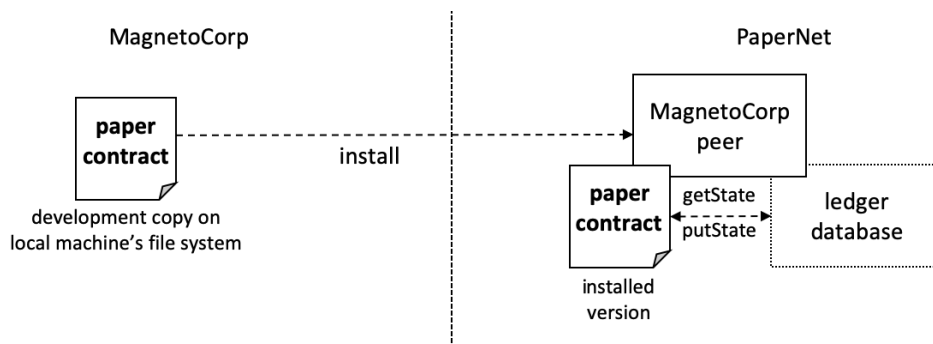 MagnetoCorp
PaperNet
paper
contract
development copy on
local machine’s file system
install
MagnetoCorp
peer
paper
contract
installed
version
getState
putState
ledger
database